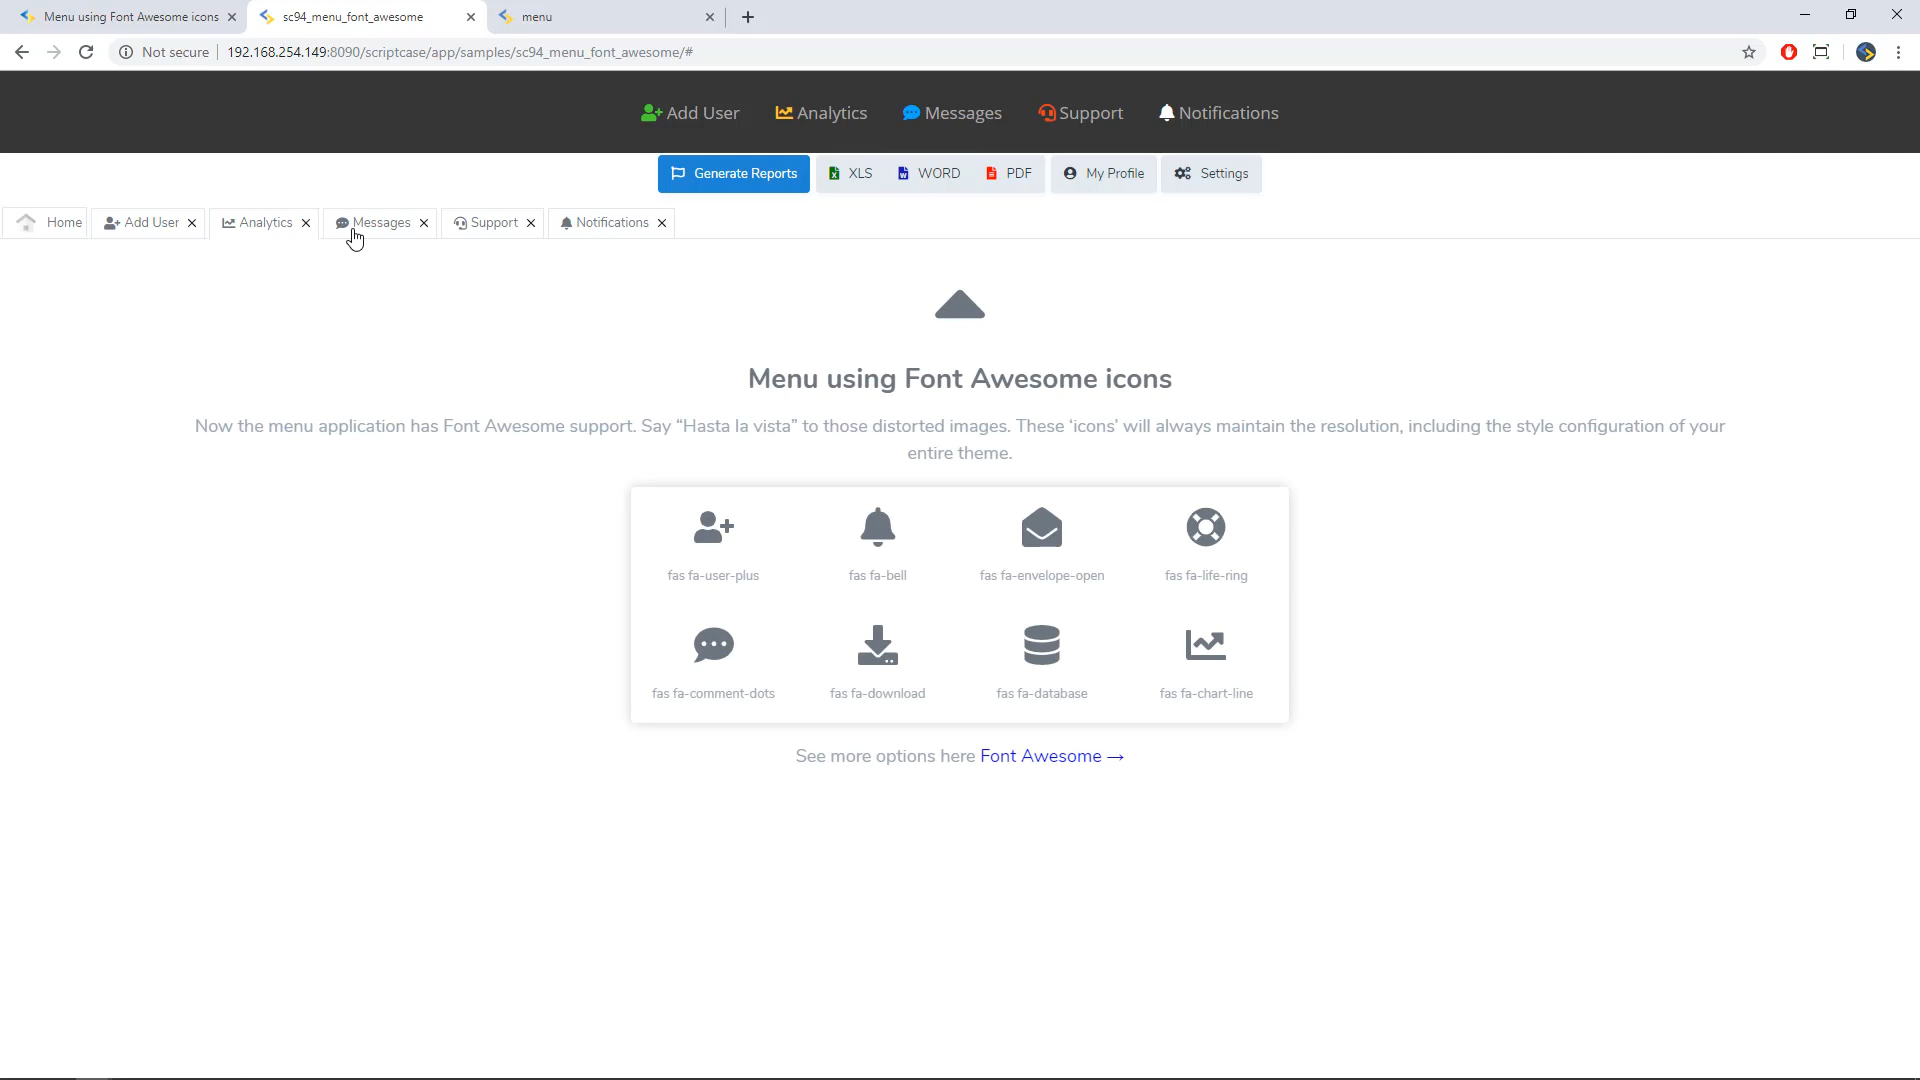 Menu using Font Awesome icons
sc94_menu_font_awesome
menu
Not secure
192.168.254.149:8090/scriptcase/app/samples/sc94_menu_font_awesome/#
Add User
Analytics
Messages
Support
Notifications
Generate Reports
XLS
WORD
PDF
My Profile
Settings
Home
Add User
Analytics
Messages
Support
Notifications
Menu using Font Awesome icons
Now the menu application has Font Awesome support. Say “Hasta la vista” to those distorted images. These ‘icons’ will always maintain the resolution, including the style configuration of your
entire theme.
fas fa-user-plus
fas fa-bell
fas fa-envelope-open
fas fa-life-ring
fas fa-comment-dots
fas fa-download
fas fa-database
fas fa-chart-line
See more options here Font Awesome →